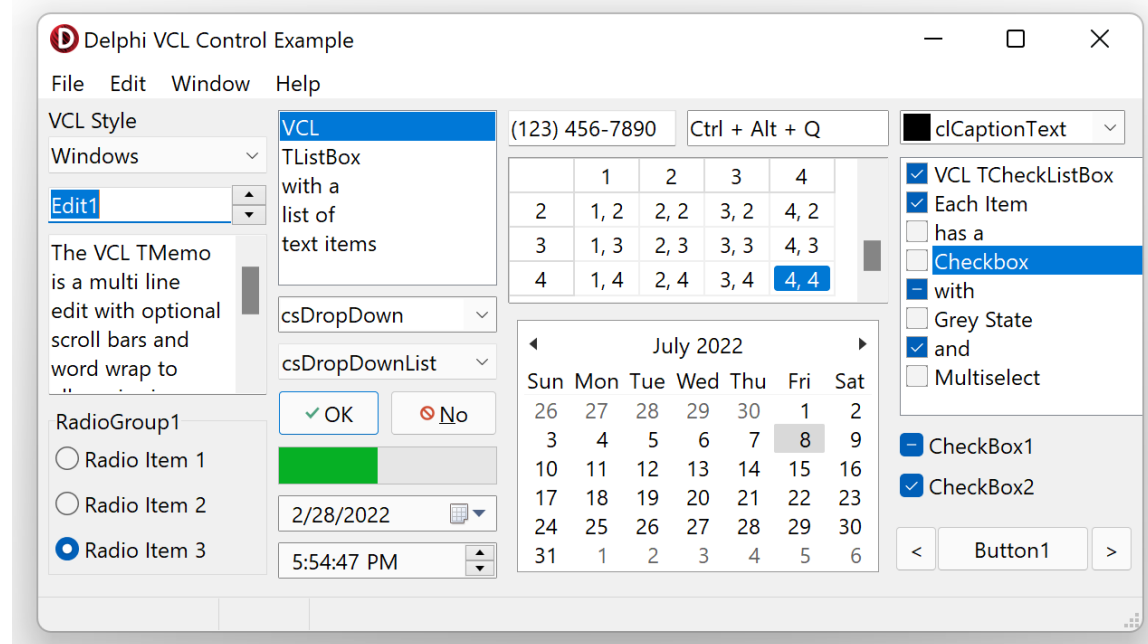 Delphi VCL Control Example
File Edit Window Help
VCL Style
Windows
Edit1
The VCL TMemo
is a multi line
edit with optional
scroll bars and
word wrap to
RadioGroup1
Radio Item 1
Radio Item 2
Radio Item 3
VCL
TListBox
with a
list of
text items
csDropDown
csDropDownList
OK
No
2/28/2022
5:54:47 PM
(123) 456-7890
Ctrl + Alt + Q
1 2 3 4
2 1, 2 2, 2 3, 2 4, 2
3 1, 3 2, 3 3, 3 4, 3
4 1, 4 2, 4 3, 4 4, 4
July 2022
Sun Mon Tue Wed Thu Fri Sat
26 27 28 29 30 1 2
3 4 5 6 7 8 9
10 11 12 13 14 15 16
17 18 19 20 21 22 23
24 25 26 27 28 29 30
31 1 2 3 4 5 6
clCaptionText
VCL TCheckListBox
Each Item
has a
Checkbox
with
Grey State
and
Multiselect
CheckBox1
CheckBox2
< Button1 >